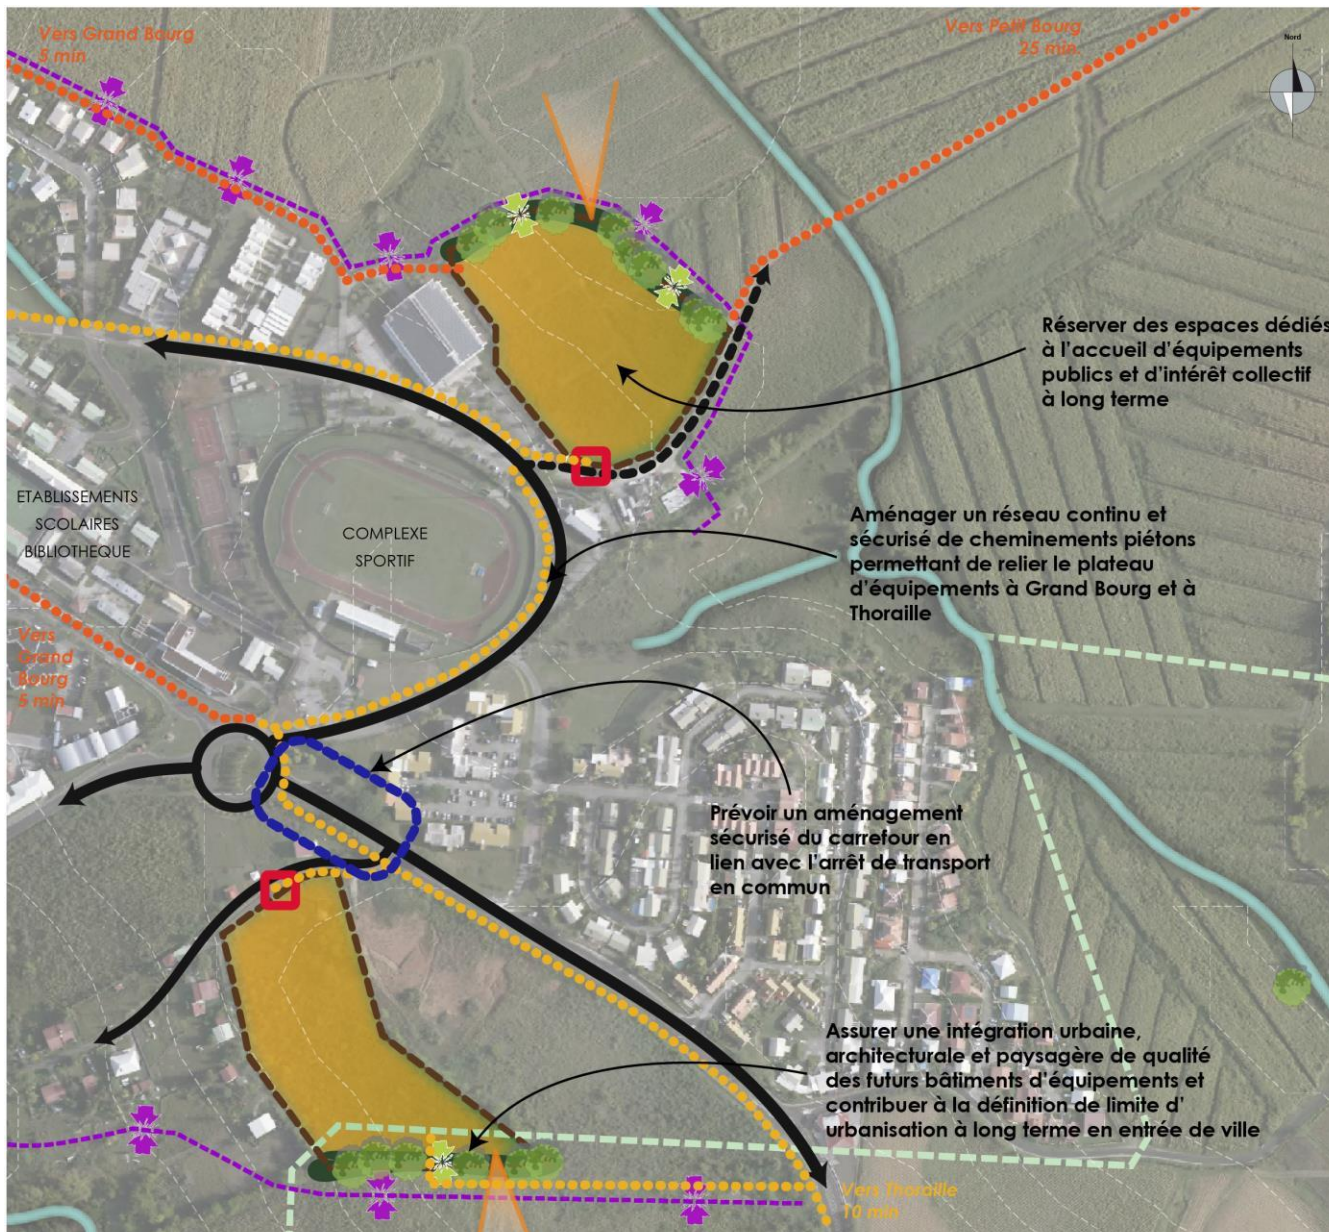 Vers Grand Bourg
5 min
Vers Petit Bourg
25 min.
Nord
Réserver des espaces dédiés
à l'accueil d'équipements
publics et d'intérêt collectif
à long terme
ETABLISSEMENTS
SCOLAIRES
BIBLIOTHEQUE
COMPLEXE
SPORTIF
Aménager un réseau continu et
sécurisé de cheminements piétons
permettant de relier le plateau
d'équipements à Grand Bourg et à
Thoraille
Vers
Grand
Bourg
5 min
Prévoir un aménagement
sécurisé du carrefour en
lien avec l'arrêt de transport
en commun
Assurer une intégration urbaine,
architecturale et paysagère de qualité
des futurs bâtiments d'équipements et
contribuer à la définition de limite d'
urbanisation à long terme en entrée de ville
Vers Thoraille
10 min